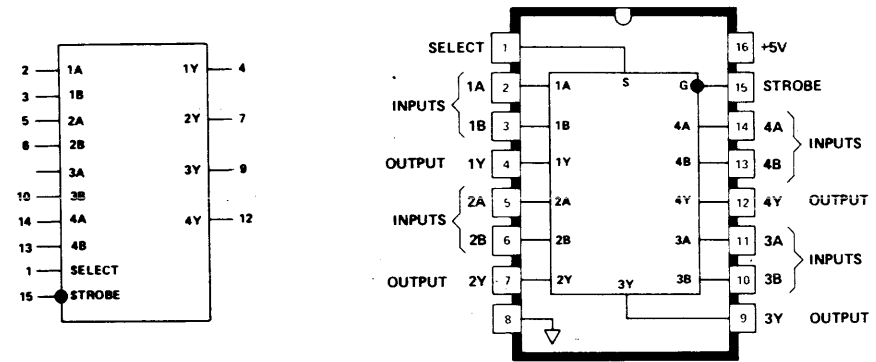 2 1A 1Y 4
3 1B
5 2A 2Y 7
6 2B
3A 3Y 9
10 3B
14 4A 4Y 12
13 4B
1 SELECT
15 STROBE
SELECT 1 16 +5V
S G
INPUTS 1A 2 1A 15 STROBE
1B 3 1B 4A 14 4A INPUTS
OUTPUT 1Y 4 1Y 4B 13 4B
INPUTS 2A 5 2A 4Y 12 4Y OUTPUT
2B 6 2B 3A 11 3A INPUTS
OUTPUT 2Y 7 2Y 3Y 3B 10 3B
8 9 3Y OUTPUT